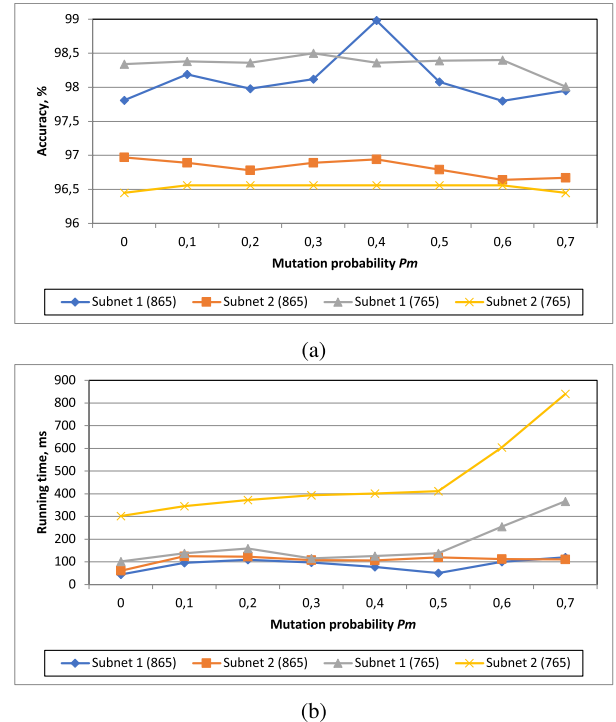 99
98,5
98
97,5
97
96,5
96
Accuracy, %
0 0,1 0,2 0,3 0,4 0,5 0,6 0,7
Mutation probability Pm
Subnet 1 (865) Subnet 2 (865) Subnet 1 (765) Subnet 2 (765)
(a)
900
800
700
600
500
400
300
200
100
0
Running time, ms
0 0,1 0,2 0,3 0,4 0,5 0,6 0,7
Mutation probability Pm
Subnet 1 (865) Subnet 2 (865) Subnet 1 (765) Subnet 2 (765)
(b)